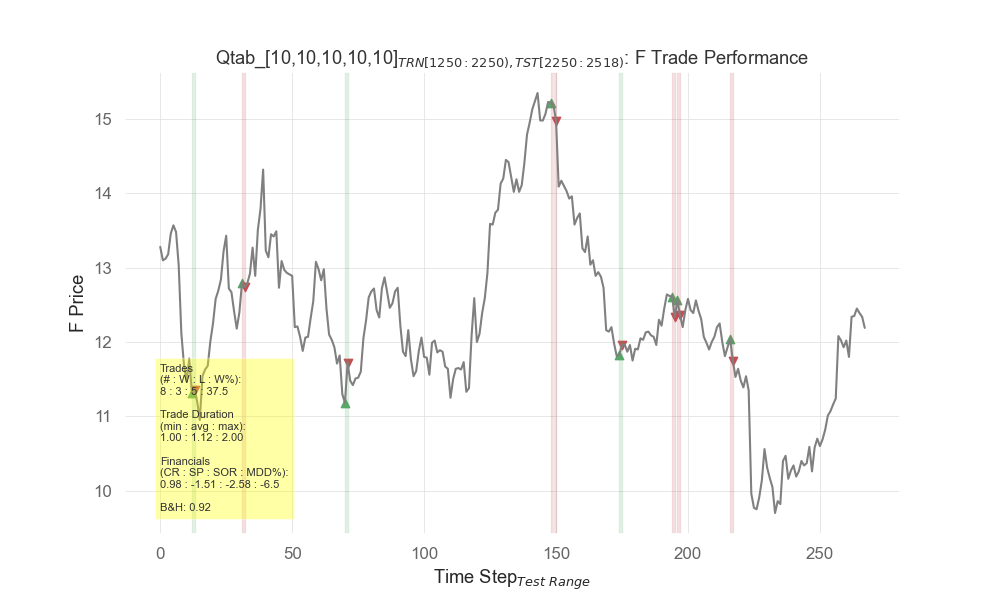 Qtab_[10,10,10,10,10]TRN[1250:2250),TST[2250:2518): F Trade Performance
F Price
15
14
13
12
11
10
Trades
(# : W : L : W%):
8 : 3 : 5 : 37.5
Trade Duration
(min : avg : max):
1.00 : 1.12 : 2.00
Financials
(CR : SP : SOR : MDD%):
0.98 : -1.51 : -2.58 : -6.5
B&H: 0.92
0 50 100 150 200 250
Time StepTest Range